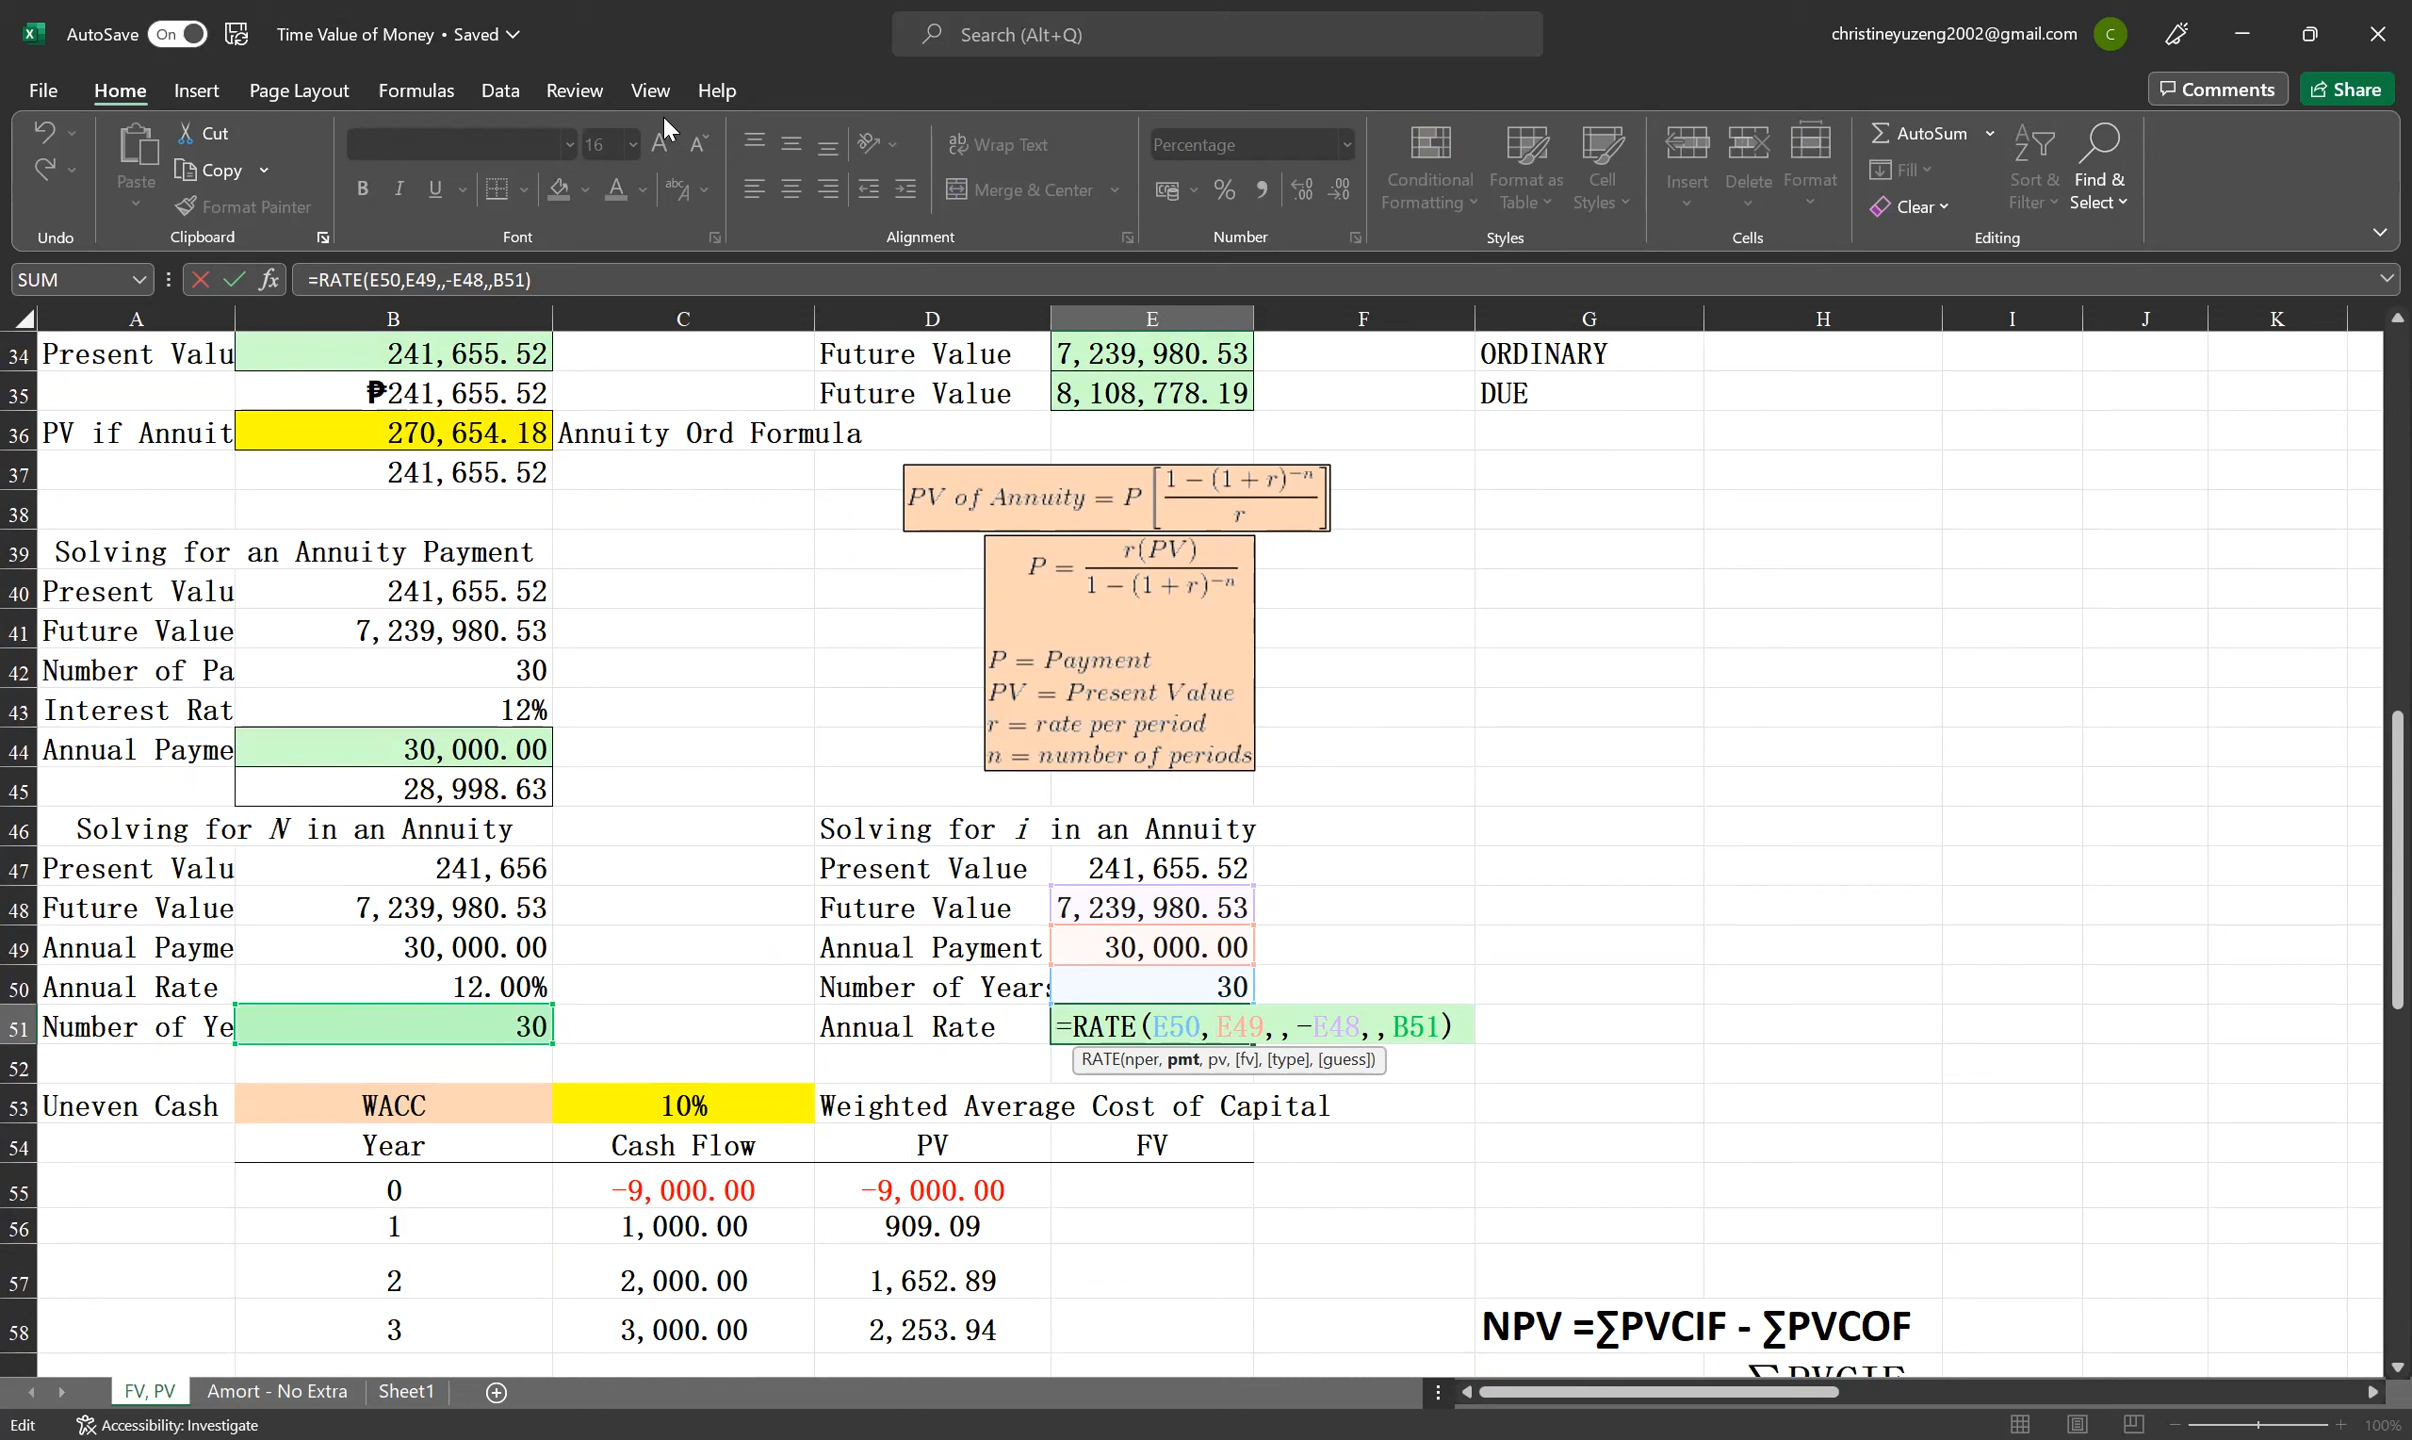 AutoSave On Time Value of Money • Saved Search (Alt+Q) christineyuzeng2002@gmail.com C
File Home Insert Page Layout Formulas Data Review View Help Comments Share
Paste Cut Copy Format Painter
16
Wrap Text Merge & Center
Percentage
Conditional Formatting Format as Table Cell Styles
Insert Delete Format
AutoSum Fill Clear Sort & Filter Find & Select
Undo Clipboard Font Alignment Number Styles Cells Editing
SUM fx =RATE(E50,E49,,-E48,,B51)
A B C D E F G H I J K
34 Present Valu 241,655.52 Future Value 7,239,980.53 ORDINARY
35 ₱241,655.52 Future Value 8,108,778.19 DUE
36 PV if Annuit 270,654.18 Annuity Ord Formula
37 241,655.52
PV of Annuity = P [ 1 − (1 + r)^−n / r ]
38
39 Solving for an Annuity Payment
P = r(PV) / 1 − (1 + r)^−n
40 Present Valu 241,655.52
41 Future Value 7,239,980.53
42 Number of Pa 30 P = Payment
PV = Present Value
43 Interest Rat 12% r = rate per period
44 Annual Payme 30,000.00 n = number of periods
45 28,998.63
46 Solving for N in an Annuity Solving for i in an Annuity
47 Present Valu 241,656 Present Value 241,655.52
48 Future Value 7,239,980.53 Future Value 7,239,980.53
49 Annual Payme 30,000.00 Annual Payment 30,000.00
50 Annual Rate 12.00% Number of Years 30
51 Number of Ye 30 Annual Rate =RATE(E50,E49,,-E48,,B51)
RATE(nper, pmt, pv, [fv], [type], [guess])
52
53 Uneven Cash WACC 10% Weighted Average Cost of Capital
54 Year Cash Flow PV FV
55 0 -9,000.00 -9,000.00
56 1 1,000.00 909.09
57 2 2,000.00 1,652.89
58 3 3,000.00 2,253.94 NPV =∑PVCIF - ∑PVCOF
FV, PV Amort - No Extra Sheet1
Edit Accessibility: Investigate 100%